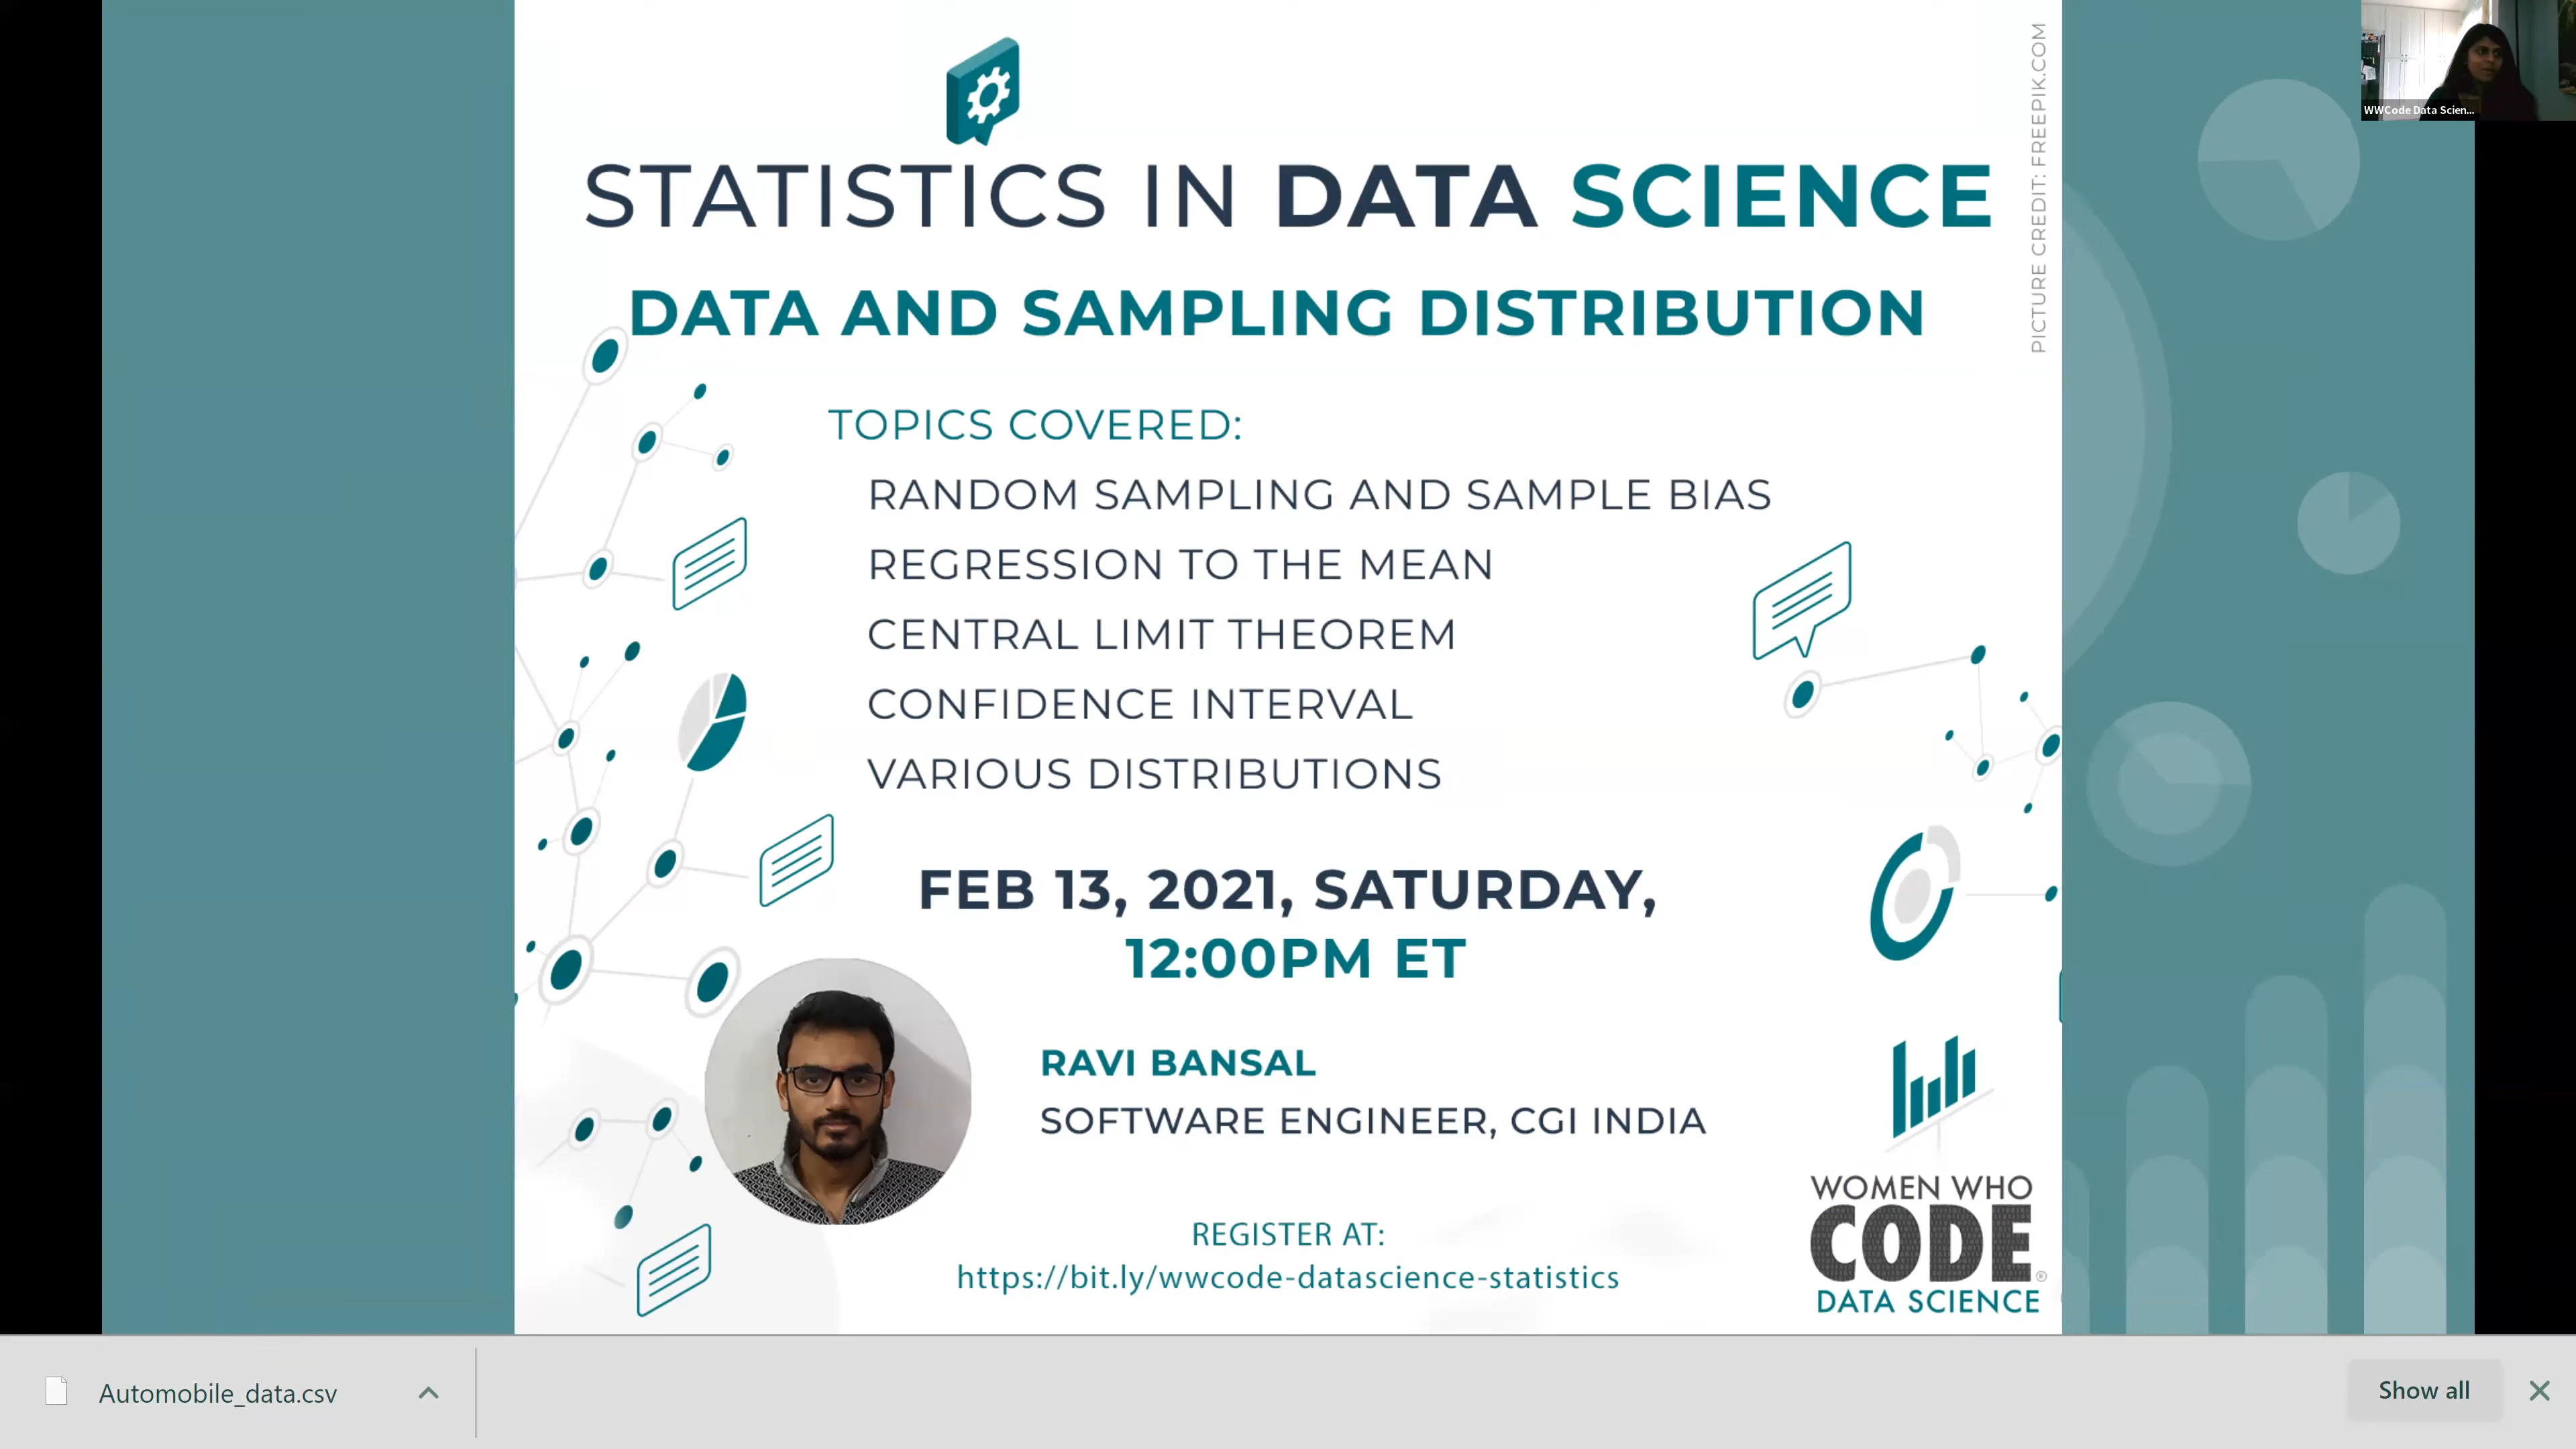 WWCode Data Scien...
PICTURE CREDIT: FREEPIK.COM
STATISTICS IN DATA SCIENCE
DATA AND SAMPLING DISTRIBUTION
TOPICS COVERED:
RANDOM SAMPLING AND SAMPLE BIAS
REGRESSION TO THE MEAN
CENTRAL LIMIT THEOREM
CONFIDENCE INTERVAL
VARIOUS DISTRIBUTIONS
FEB 13, 2021, SATURDAY,
12:00PM ET
RAVI BANSAL
SOFTWARE ENGINEER, CGI INDIA
REGISTER AT:
https://bit.ly/wwcode-datascience-statistics
WOMEN WHO
CODE®
DATA SCIENCE
Automobile_data.csv
Show all